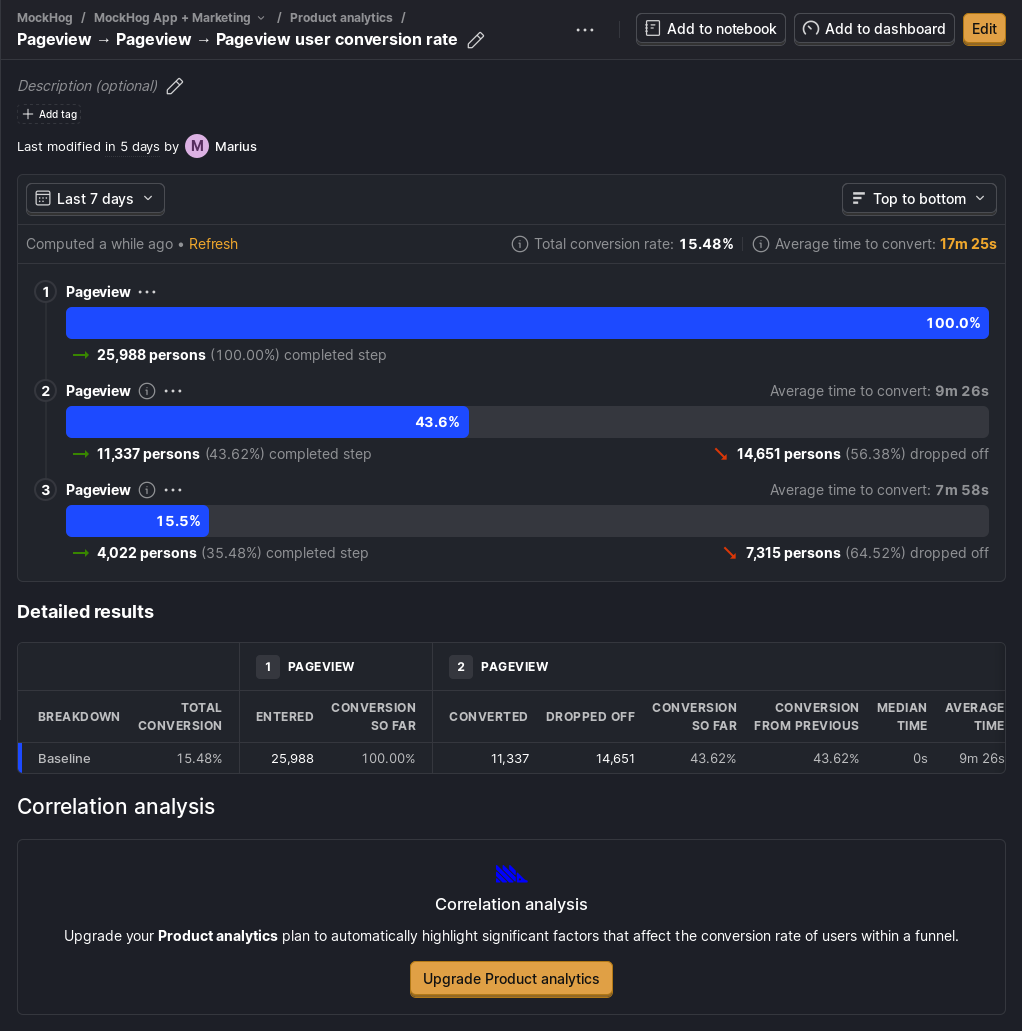 MockHog / MockHog App + Marketing / Product analytics /
Pageview → Pageview → Pageview user conversion rate
Add to notebook
Add to dashboard
Edit
Description (optional)
Add tag
Last modified in 5 days by M Marius
Last 7 days
Top to bottom
Computed a while ago • Refresh
Total conversion rate: 15.48%
Average time to convert: 17m 25s
1 Pageview
100.0%
→ 25,988 persons (100.00%) completed step
2 Pageview
Average time to convert: 9m 26s
43.6%
→ 11,337 persons (43.62%) completed step
14,651 persons (56.38%) dropped off
3 Pageview
Average time to convert: 7m 58s
15.5%
→ 4,022 persons (35.48%) completed step
7,315 persons (64.52%) dropped off
Detailed results
1 PAGEVIEW
2 PAGEVIEW
BREAKDOWN
TOTAL
CONVERSION
ENTERED
CONVERSION
SO FAR
CONVERTED
DROPPED OFF
CONVERSION
SO FAR
CONVERSION
FROM PREVIOUS
MEDIAN
TIME
AVERAGE
TIME
Baseline 15.48% 25,988 100.00% 11,337 14,651 43.62% 43.62% 0s 9m 26s
Correlation analysis
Correlation analysis
Upgrade your Product analytics plan to automatically highlight significant factors that affect the conversion rate of users within a funnel.
Upgrade Product analytics